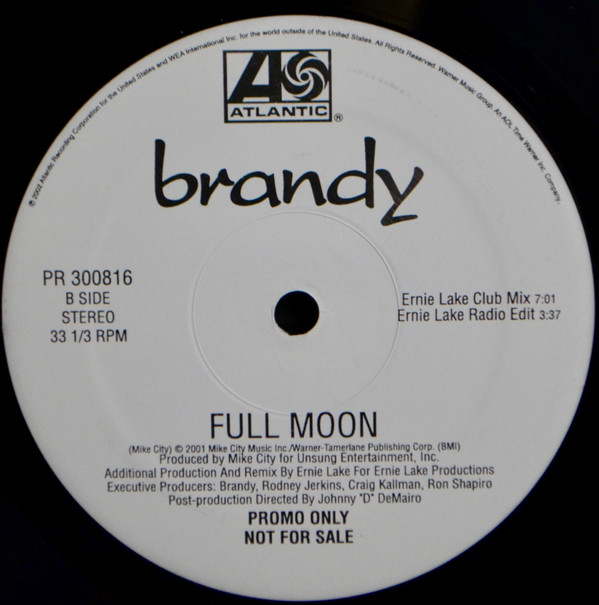 ℗ 2002 Atlantic Recording Corporation for the United States and WEA International Inc. for the world outside of the United States. All Rights Reserved. Warner Music Group, An AOL Time Warner Inc. Company.
ATLANTIC®
brandy
PR 300816
B SIDE
STEREO
33 1/3 RPM
Ernie Lake Club Mix 7:01
Ernie Lake Radio Edit 3:37
FULL MOON
(Mike City) © 2001 Mike City Music Inc./Warner-Tamerlane Publishing Corp. (BMI)
Produced by Mike City for Unsung Entertainment, Inc.
Additional Production And Remix By Ernie Lake For Ernie Lake Productions
Executive Producers: Brandy, Rodney Jerkins, Craig Kallman, Ron Shapiro
Post-production Directed By Johnny "D" DeMairo
PROMO ONLY
NOT FOR SALE